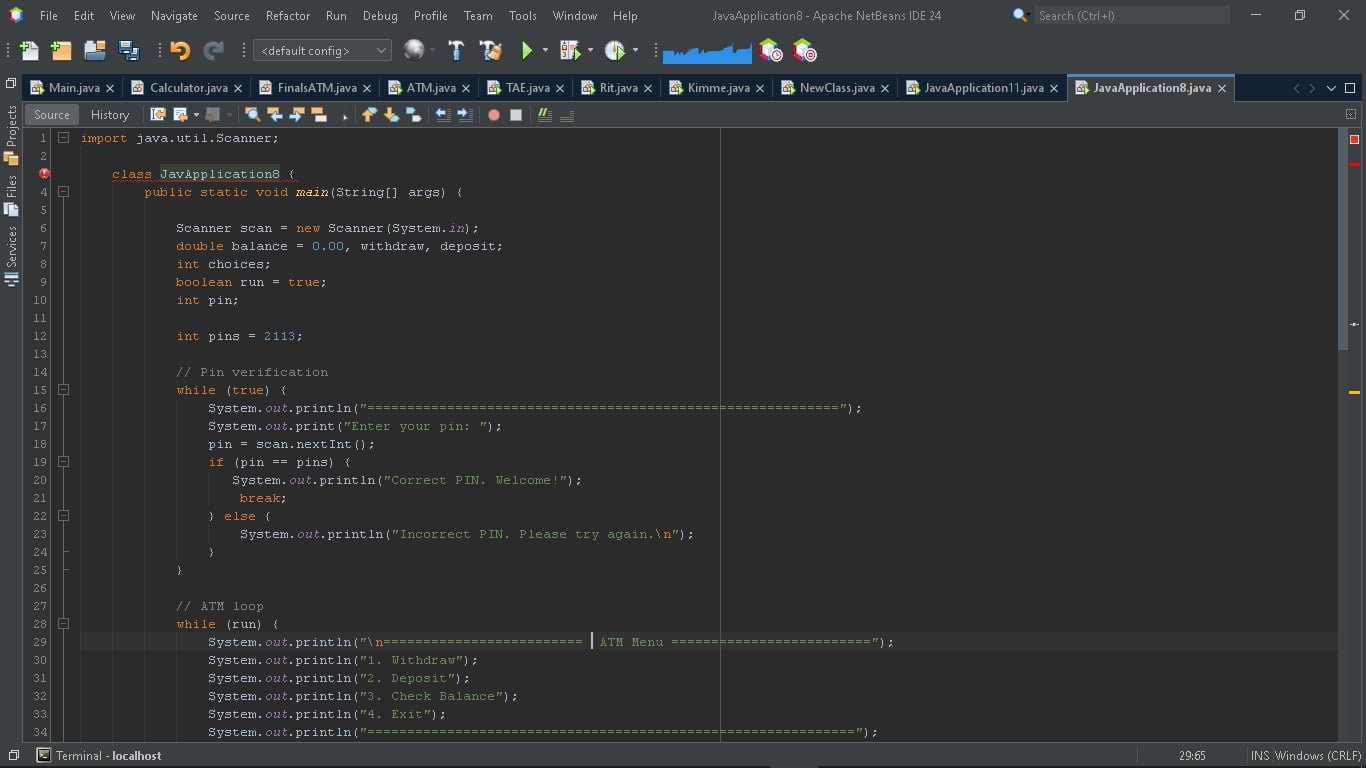 File Edit View Navigate Source Refactor Run Debug Profile Team Tools Window Help JavaApplication8 - Apache NetBeans IDE 24 Search (Ctrl+I)
<default config>
Main.java Calculator.java FinalsATM.java ATM.java TAE.java Rit.java Kimme.java NewClass.java JavaApplication11.java JavaApplication8.java
Projects
Files
Services
Source History
1 import java.util.Scanner;
2
class JavApplication8 {
4 public static void main(String[] args) {
5
6 Scanner scan = new Scanner(System.in);
7 double balance = 0.00, withdraw, deposit;
8 int choices;
9 boolean run = true;
10 int pin;
11
12 int pins = 2113;
13
14 // Pin verification
15 while (true) {
16 System.out.println("===========================================================");
17 System.out.print("Enter your pin: ");
18 pin = scan.nextInt();
19 if (pin == pins) {
20 System.out.println("Correct PIN. Welcome!");
21 break;
22 } else {
23 System.out.println("Incorrect PIN. Please try again.\n");
24 }
25 }
26
27 // ATM loop
28 while (run) {
29 System.out.println("\n========================= ATM Menu =========================");
30 System.out.println("1. Withdraw");
31 System.out.println("2. Deposit");
32 System.out.println("3. Check Balance");
33 System.out.println("4. Exit");
34 System.out.println("=============================================================");
Terminal - localhost 29:65 INS Windows (CRLF)